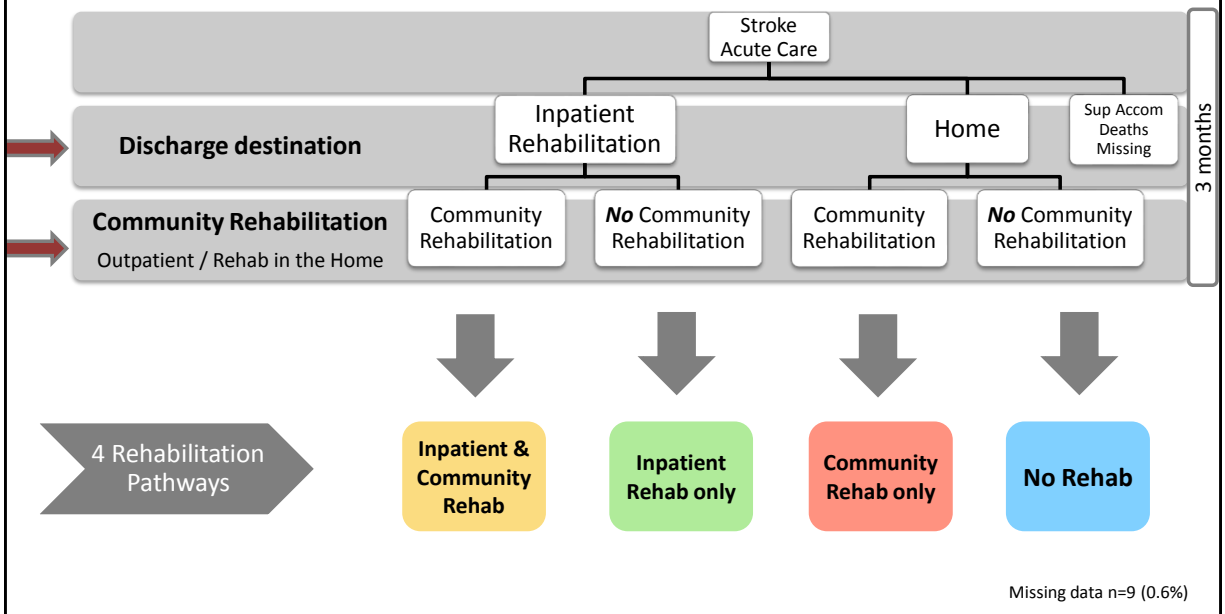 Stroke
Acute Care
Inpatient
Rehabilitation
Home
Sup Accom
Deaths
Missing
3 months
Discharge destination
Community Rehabilitation
Outpatient / Rehab in the Home
Community
Rehabilitation
No Community
Rehabilitation
Community
Rehabilitation
No Community
Rehabilitation
4 Rehabilitation
Pathways
Inpatient &
Community
Rehab
Inpatient
Rehab only
Community
Rehab only
No Rehab
Missing data n=9 (0.6%)